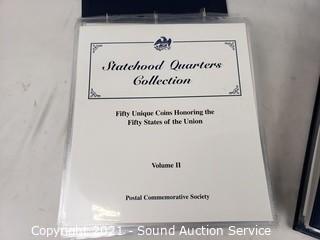 Statehood Quarters
Collection
Fifty Unique Coins Honoring the
Fifty States of the Union
Volume II
Postal Commemorative Society
Copyright 2021 - Sound Auction Service